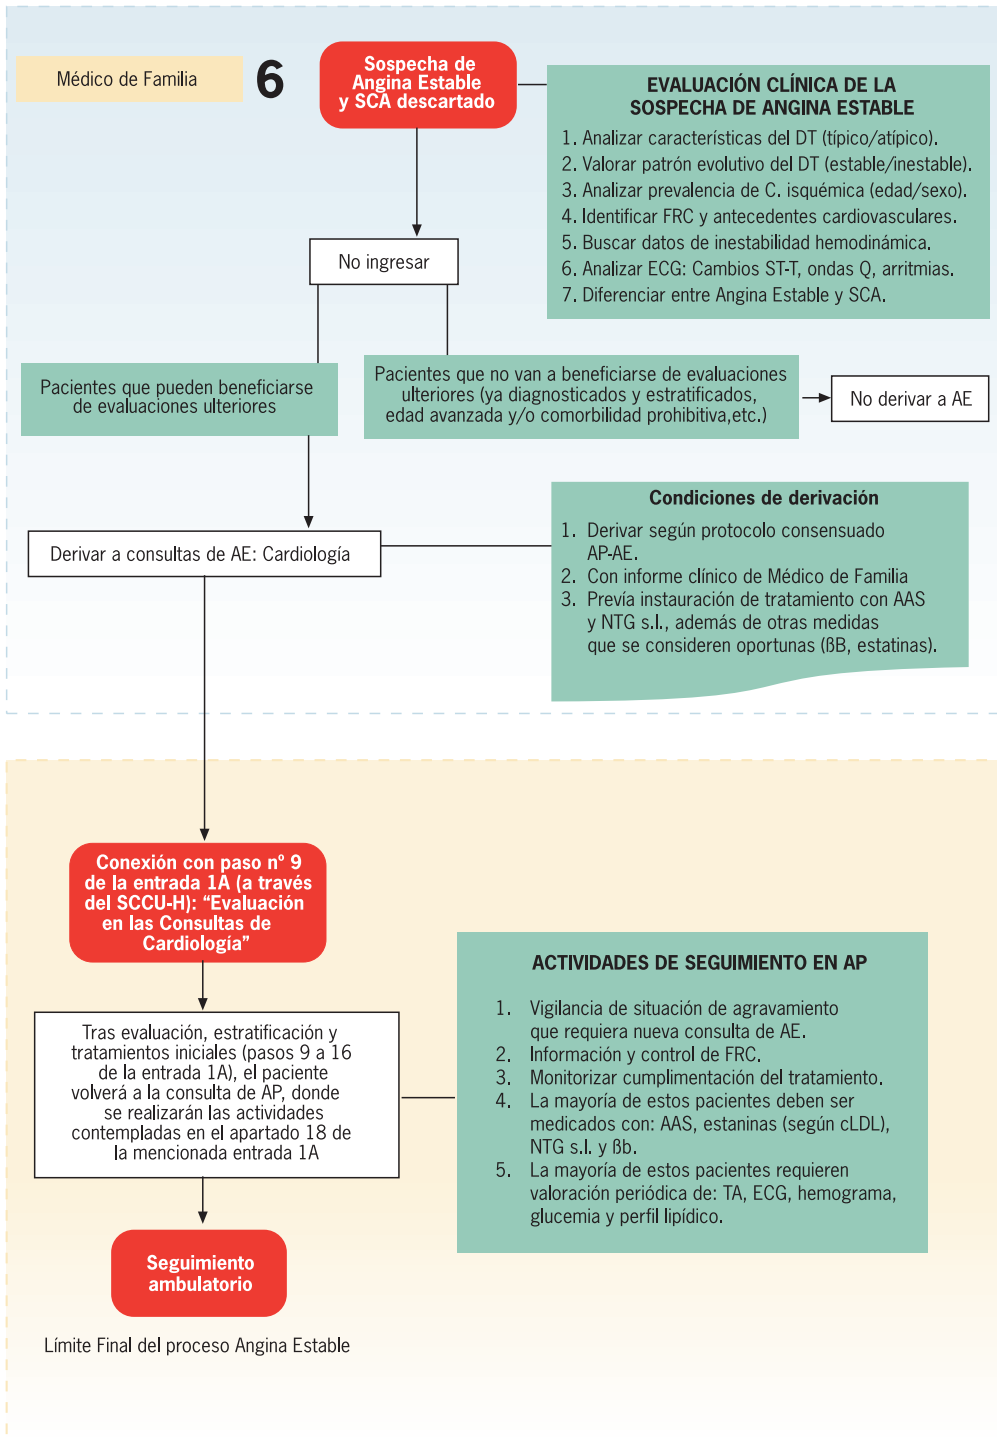 Médico de Familia
6
Sospecha de
Angina Estable
y SCA descartado
EVALUACIÓN CLÍNICA DE LA
SOSPECHA DE ANGINA ESTABLE
1. Analizar características del DT (típico/atípico).
2. Valorar patrón evolutivo del DT (estable/inestable).
3. Analizar prevalencia de C. isquémica (edad/sexo).
4. Identificar FRC y antecedentes cardiovasculares.
5. Buscar datos de inestabilidad hemodinámica.
6. Analizar ECG: Cambios ST-T, ondas Q, arritmias.
7. Diferenciar entre Angina Estable y SCA.
No ingresar
Pacientes que pueden beneficiarse
de evaluaciones ulteriores
Pacientes que no van a beneficiarse de evaluaciones
ulteriores (ya diagnosticados y estratificados,
edad avanzada y/o comorbilidad prohibitiva,etc.)
No derivar a AE
Derivar a consultas de AE: Cardiología
Condiciones de derivación
1. Derivar según protocolo consensuado
AP-AE.
2. Con informe clínico de Médico de Familia
3. Previa instauración de tratamiento con AAS
y NTG s.l., además de otras medidas
que se consideren oportunas (ßB, estatinas).
Conexión con paso nº 9
de la entrada 1A (a través
del SCCU-H): “Evaluación
en las Consultas de
Cardiología”
Tras evaluación, estratificación y
tratamientos iniciales (pasos 9 a 16
de la entrada 1A), el paciente
volverá a la consulta de AP, donde
se realizarán las actividades
contempladas en el apartado 18 de
la mencionada entrada 1A
ACTIVIDADES DE SEGUIMIENTO EN AP
1. Vigilancia de situación de agravamiento
que requiera nueva consulta de AE.
2. Información y control de FRC.
3. Monitorizar cumplimentación del tratamiento.
4. La mayoría de estos pacientes deben ser
medicados con: AAS, estaninas (según cLDL),
NTG s.l. y ßb.
5. La mayoría de estos pacientes requieren
valoración periódica de: TA, ECG, hemograma,
glucemia y perfil lipídico.
Seguimiento
ambulatorio
Límite Final del proceso Angina Estable